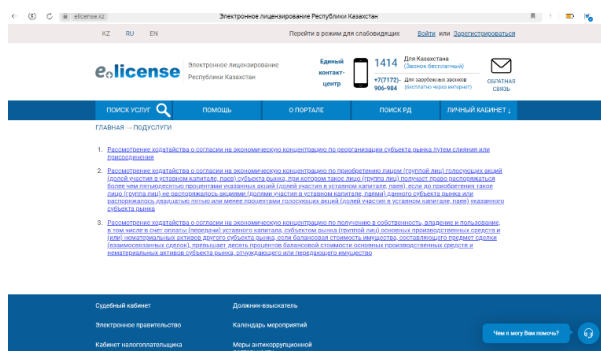 elicense.kz
Электронное лицензирование Республики Казахстан
KZ RU EN
Перейти в режим для слабовидящих Войти или Зарегистрироваться
e.license
Электронное лицензирование
Республики Казахстан
Единый
контакт-
центр
1414 Для Казахстана
(Звонок бесплатный)
+7(7172)-
906-984
Для зарубежных звонков
(бесплатно через интернет)
ОБРАТНАЯ
СВЯЗЬ
ПОИСК УСЛУГ ПОМОЩЬ О ПОРТАЛЕ ПОИСК РД ЛИЧНЫЙ КАБИНЕТ ↓
ГЛАВНАЯ → ПОДУСЛУГИ
1. Рассмотрение ходатайства о согласии на экономическую концентрацию по реорганизации субъекта рынка путем слияния или
присоединения
2. Рассмотрение ходатайства о согласии на экономическую концентрацию по приобретению лицом (группой лиц) голосующих акций
(долей участия в уставном капитале, паев) субъекта рынка, при котором такое лицо (группа лиц) получает право распоряжаться
более чем пятьюдесятью процентами указанных акций (долей участия в уставном капитале, паев), если до приобретения такое
лицо (группа лиц) не распоряжалось акциями (долями участия в уставном капитале, паями) данного субъекта рынка или
распоряжалось двадцатью пятью или менее процентами голосующих акций (долей участия в уставном капитале, паев) указанного
субъекта рынка
3. Рассмотрение ходатайства о согласии на экономическую концентрацию по получению в собственность, владение и пользование,
в том числе в счет оплаты (передачи) уставного капитала, субъектом рынка (группой лиц) основных производственных средств и
(или) нематериальных активов другого субъекта рынка, если балансовая стоимость имущества, составляющего предмет сделки
(взаимосвязанных сделок), превышает десять процентов балансовой стоимости основных производственных средств и
нематериальных активов субъекта рынка, отчуждающего или передающего имущество
Судебный кабинет Должник-взыскатель
Электронное правительство Календарь мероприятий
Чем я могу Вам помочь?
Кабинет налогоплательщика Меры антикоррупционной